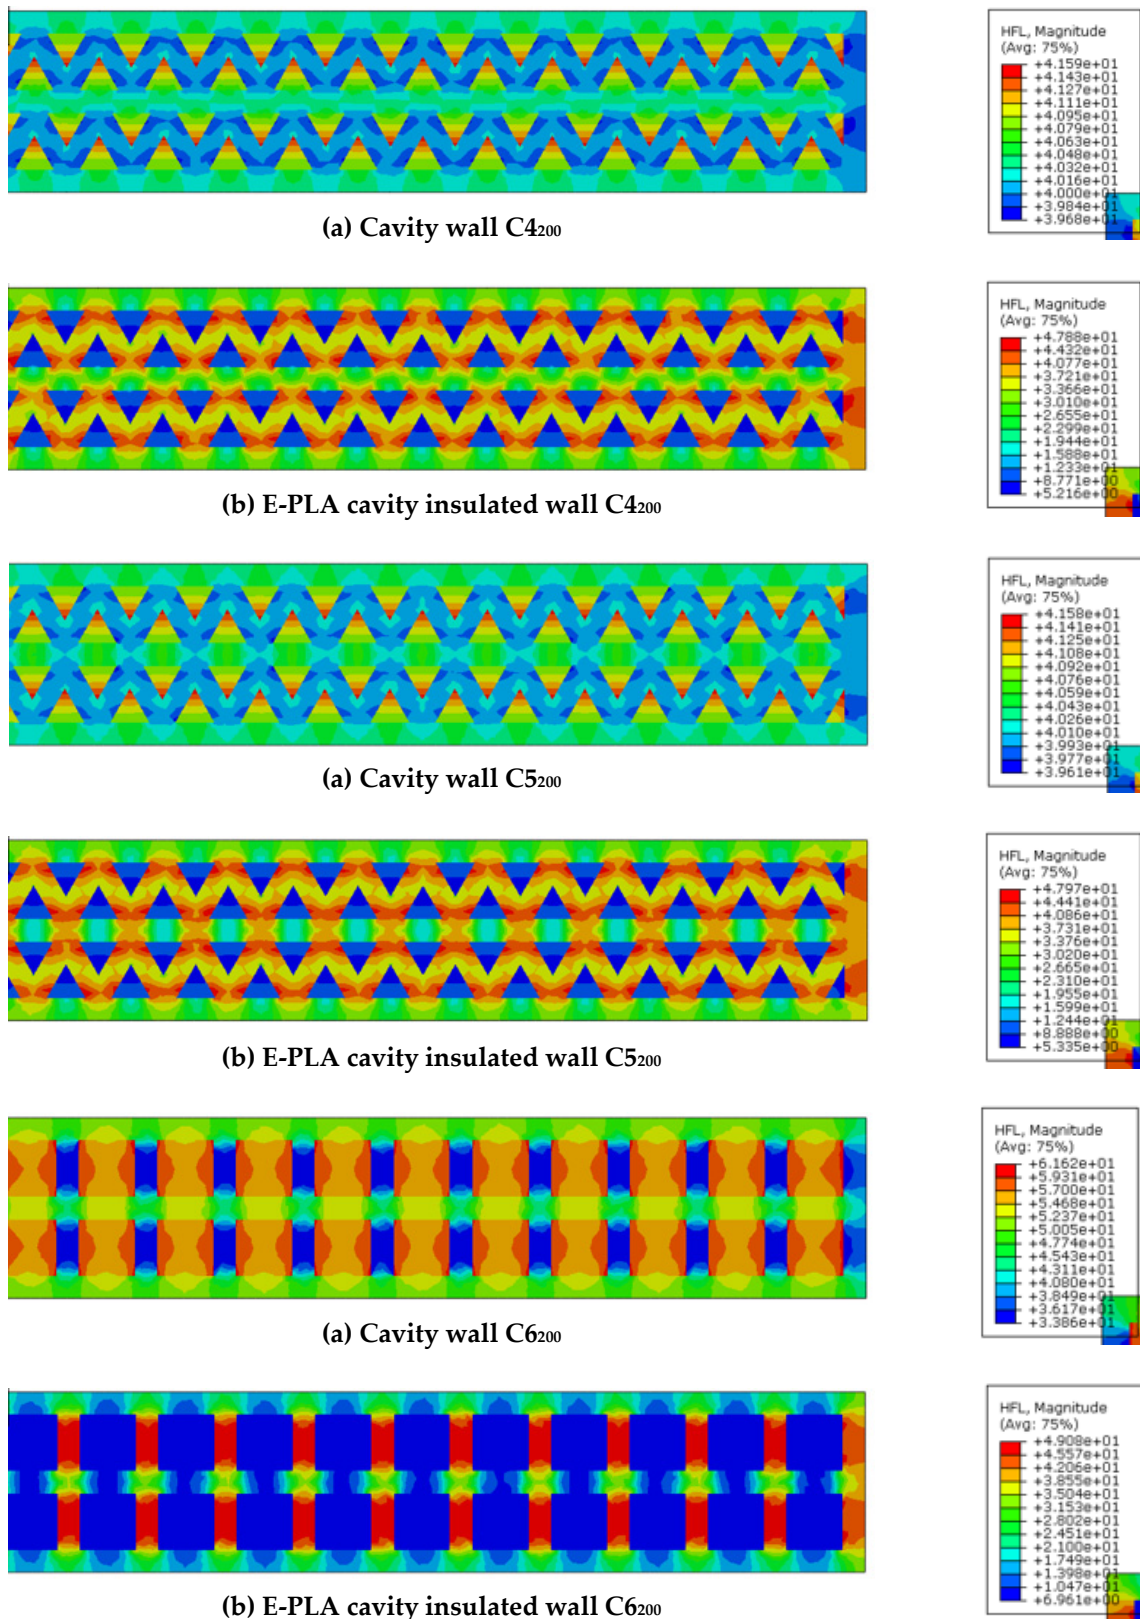 HFL, Magnitude
(Avg: 75%)
+4.159e+01
+4.143e+01
+4.127e+01
+4.111e+01
+4.095e+01
+4.079e+01
+4.063e+01
+4.048e+01
+4.032e+01
+4.016e+01
+4.000e+01
+3.984e+01
+3.968e+01
(a) Cavity wall C4200
HFL, Magnitude
(Avg: 75%)
+4.788e+01
+4.432e+01
+4.077e+01
+3.721e+01
+3.366e+01
+3.010e+01
+2.655e+01
+2.299e+01
+1.944e+01
+1.588e+01
+1.233e+01
+8.771e+00
+5.216e+00
(b) E-PLA cavity insulated wall C4200
HFL, Magnitude
(Avg: 75%)
+4.158e+01
+4.141e+01
+4.125e+01
+4.108e+01
+4.092e+01
+4.076e+01
+4.059e+01
+4.043e+01
+4.026e+01
+4.010e+01
+3.993e+01
+3.977e+01
+3.961e+01
(a) Cavity wall C5200
HFL, Magnitude
(Avg: 75%)
+4.797e+01
+4.441e+01
+4.086e+01
+3.731e+01
+3.376e+01
+3.020e+01
+2.665e+01
+2.310e+01
+1.955e+01
+1.599e+01
+1.244e+01
+8.888e+00
+5.335e+00
(b) E-PLA cavity insulated wall C5200
HFL, Magnitude
(Avg: 75%)
+6.162e+01
+5.931e+01
+5.700e+01
+5.468e+01
+5.237e+01
+5.005e+01
+4.774e+01
+4.543e+01
+4.311e+01
+4.080e+01
+3.849e+01
+3.617e+01
+3.386e+01
(a) Cavity wall C6200
HFL, Magnitude
(Avg: 75%)
+4.908e+01
+4.557e+01
+4.206e+01
+3.855e+01
+3.504e+01
+3.153e+01
+2.802e+01
+2.451e+01
+2.100e+01
+1.749e+01
+1.398e+01
+1.047e+01
+6.961e+00
(b) E-PLA cavity insulated wall C6200